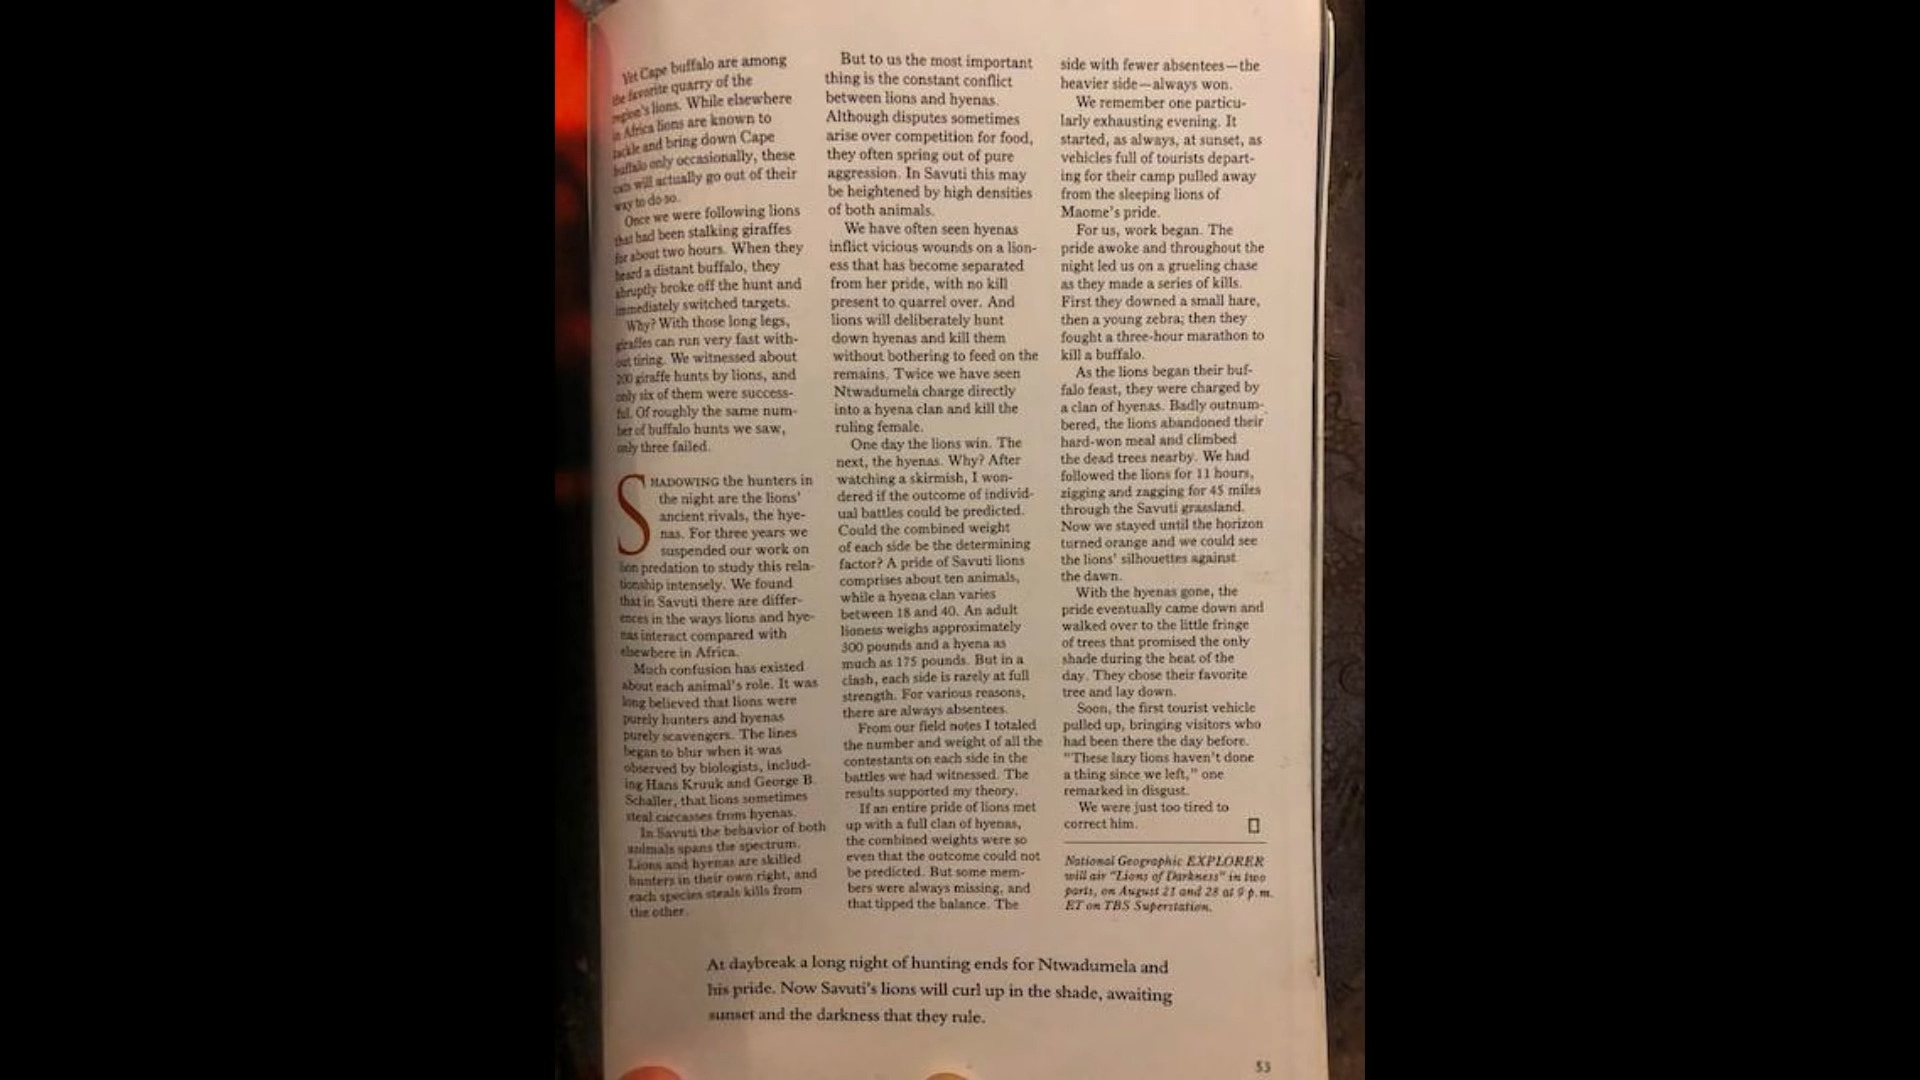 Yet Cape buffalo are among
the favorite quarry of the
region's lions. While elsewhere
in Africa lions are known to
tackle and bring down Cape
buffalo only occasionally, these
cats will actually go out of their
way to do so.
Once we were following lions
that had been stalking giraffes
for about two hours. When they
heard a distant buffalo, they
abruptly broke off the hunt and
immediately switched targets.
Why? With those long legs,
giraffes can run very fast with-
out tiring. We witnessed about
200 giraffe hunts by lions, and
only six of them were success-
ful. Of roughly the same num-
ber of buffalo hunts we saw,
only three failed.
SHADOWING the hunters in
the night are the lions'
ancient rivals, the hye-
nas. For three years we
suspended our work on
lion predation to study this rela-
tionship intensely. We found
that in Savuti there are differ-
ences in the ways lions and hye-
nas interact compared with
elsewhere in Africa.
Much confusion has existed
about each animal's role. It was
long believed that lions were
purely hunters and hyenas
purely scavengers. The lines
began to blur when it was
observed by biologists, includ-
ing Hans Kruuk and George B.
Schaller, that lions sometimes
steal carcasses from hyenas.
In Savuti the behavior of both
animals spans the spectrum.
Lions and hyenas are skilled
hunters in their own right, and
each species steals kills from
the other.
But to us the most important
thing is the constant conflict
between lions and hyenas.
Although disputes sometimes
arise over competition for food,
they often spring out of pure
aggression. In Savuti this may
be heightened by high densities
of both animals.
We have often seen hyenas
inflict vicious wounds on a lion-
ess that has become separated
from her pride, with no kill
present to quarrel over. And
lions will deliberately hunt
down hyenas and kill them
without bothering to feed on the
remains. Twice we have seen
Ntwadumela charge directly
into a hyena clan and kill the
ruling female.
One day the lions win. The
next, the hyenas. Why? After
watching a skirmish, I won-
dered if the outcome of individ-
ual battles could be predicted.
Could the combined weight
of each side be the determining
factor? A pride of Savuti lions
comprises about ten animals,
while a hyena clan varies
between 18 and 40. An adult
lioness weighs approximately
300 pounds and a hyena as
much as 175 pounds. But in a
clash, each side is rarely at full
strength. For various reasons,
there are always absentees.
From our field notes I totaled
the number and weight of all the
contestants on each side in the
battles we had witnessed. The
results supported my theory.
If an entire pride of lions met
up with a full clan of hyenas,
the combined weights were so
even that the outcome could not
be predicted. But some mem-
bers were always missing, and
that tipped the balance. The
side with fewer absentees—the
heavier side—always won.
We remember one particu-
larly exhausting evening. It
started, as always, at sunset, as
vehicles full of tourists depart-
ing for their camp pulled away
from the sleeping lions of
Maome's pride.
For us, work began. The
pride awoke and throughout the
night led us on a grueling chase
as they made a series of kills.
First they downed a small hare,
then a young zebra; then they
fought a three-hour marathon to
kill a buffalo.
As the lions began their buf-
falo feast, they were charged by
a clan of hyenas. Badly outnum-
bered, the lions abandoned their
hard-won meal and climbed
the dead trees nearby. We had
followed the lions for 11 hours,
zigging and zagging for 45 miles
through the Savuti grassland.
Now we stayed until the horizon
turned orange and we could see
the lions' silhouettes against
the dawn.
With the hyenas gone, the
pride eventually came down and
walked over to the little fringe
of trees that promised the only
shade during the heat of the
day. They chose their favorite
tree and lay down.
Soon, the first tourist vehicle
pulled up, bringing visitors who
had been there the day before.
"These lazy lions haven't done
a thing since we left," one
remarked in disgust.
We were just too tired to
correct him.
National Geographic EXPLORER
will air "Lions of Darkness" in two
parts, on August 21 and 28 at 9 p.m.
ET on TBS Superstation.
At daybreak a long night of hunting ends for Ntwadumela and
his pride. Now Savuti's lions will curl up in the shade, awaiting
sunset and the darkness that they rule.
53